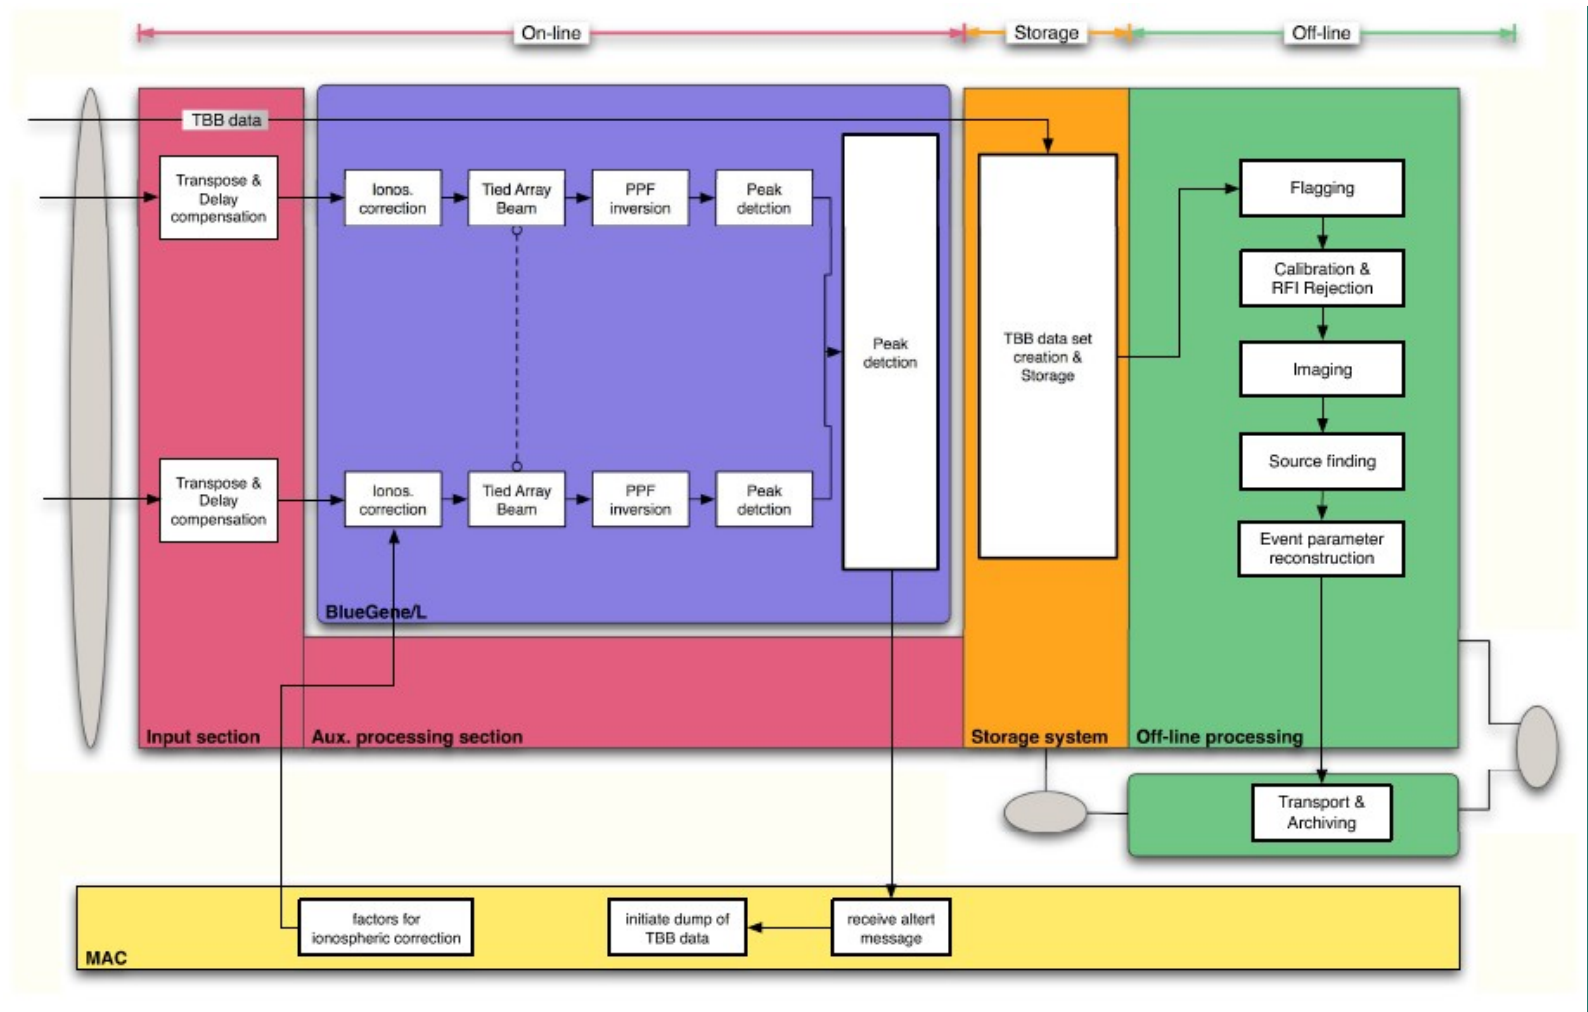 On-line
Storage
Off-line
TBB data
Transpose &
Delay
compensation
Ionos.
correction
Tied Array
Beam
PPF
inversion
Peak
detction
Peak
detction
TBB data set
creation &
Storage
Flagging
Calibration &
RFI Rejection
Imaging
Source finding
Event parameter
reconstruction
Transpose &
Delay
compensation
Ionos.
correction
Tied Array
Beam
PPF
inversion
Peak
detction
BlueGene/L
Input section
Aux. processing section
Storage system
Off-line processing
Transport &
Archiving
factors for
ionospheric correction
initiate dump of
TBB data
receive altert
message
MAC